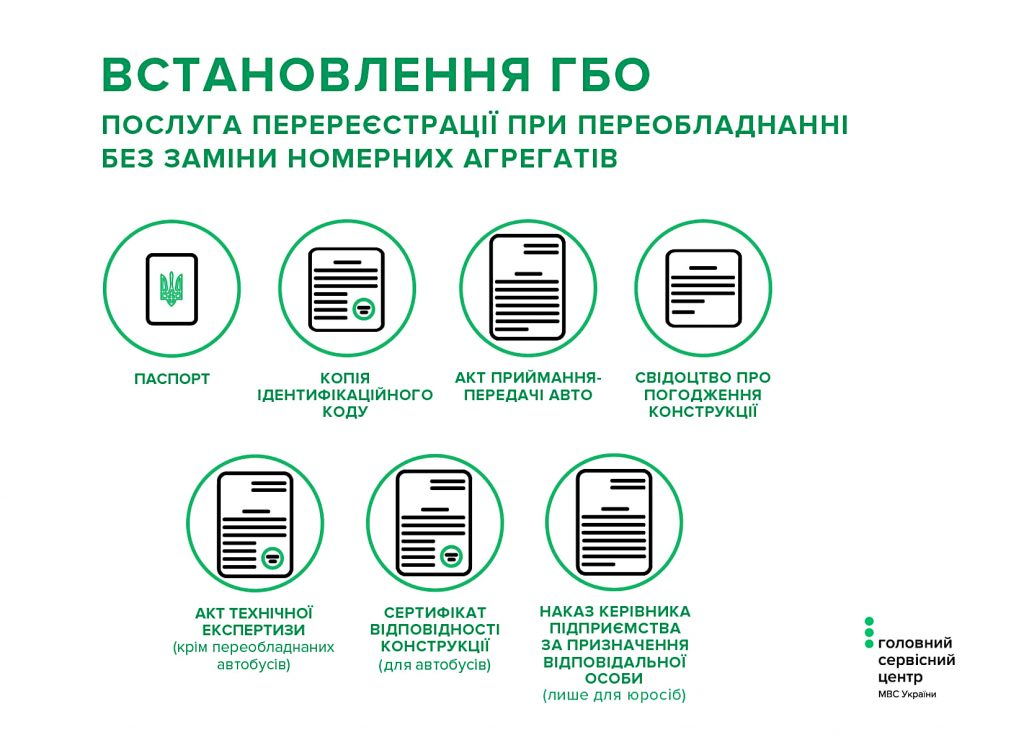 ВСТАНОВЛЕННЯ ГБО
ПОСЛУГА ПЕРЕРЕЄСТРАЦІЇ ПРИ ПЕРЕОБЛАДНАННІ
БЕЗ ЗАМІНИ НОМЕРНИХ АГРЕГАТІВ
ПАСПОРТ
КОПІЯ
ІДЕНТИФІКАЦІЙНОГО
КОДУ
АКТ ПРИЙМАННЯ-
ПЕРЕДАЧІ АВТО
СВІДОЦТВО ПРО
ПОГОДЖЕННЯ
КОНСТРУКЦІЇ
АКТ ТЕХНІЧНОЇ
ЕКСПЕРТИЗИ
(крім переобладнаних
автобусів)
СЕРТИФІКАТ
ВІДПОВІДНОСТІ
КОНСТРУКЦІЇ
(для автобусів)
НАКАЗ КЕРІВНИКА
ПІДПРИЄМСТВА
ЗА ПРИЗНАЧЕННЯ
ВІДПОВІДАЛЬНОЇ
ОСОБИ
(лише для юросіб)
головний
сервісний
центр
МВС України